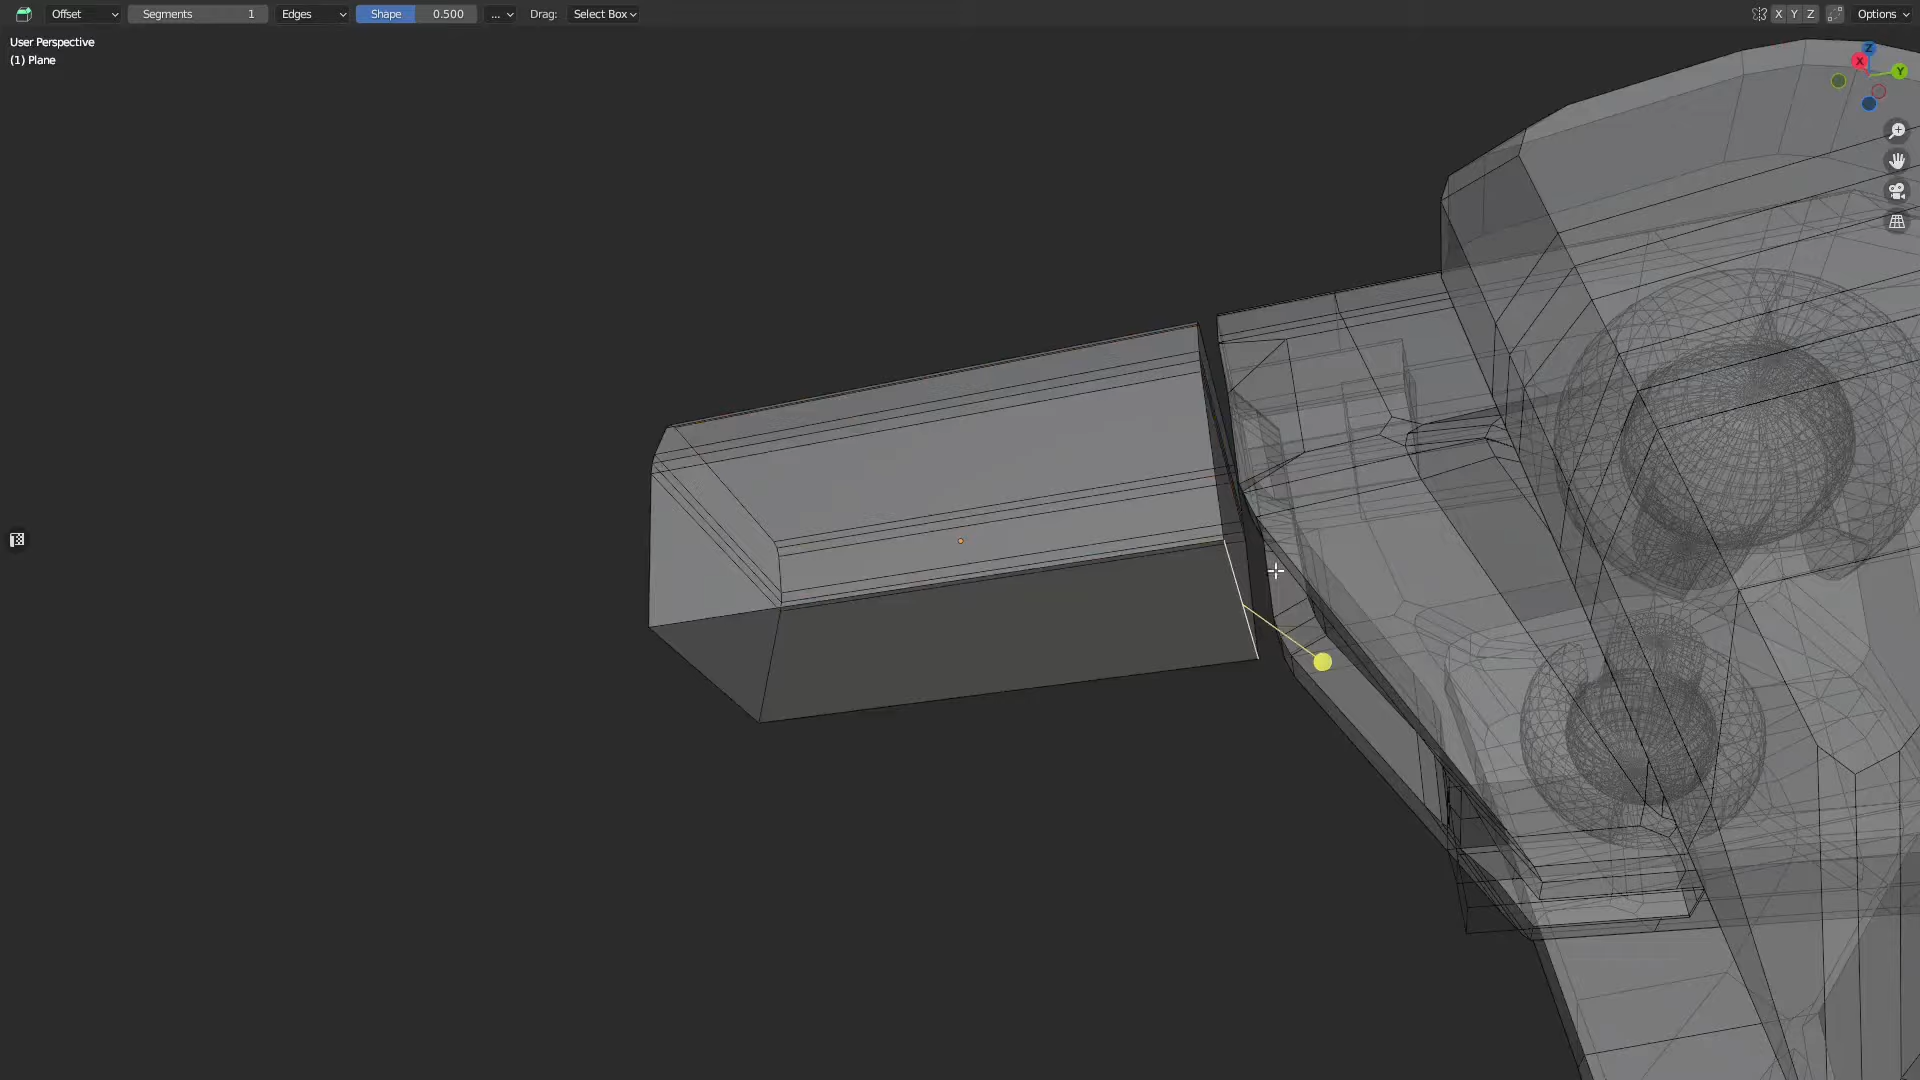 Offset Segments 1 Edges Shape 0.500 ... Drag: Select Box X Y Z Options
User Perspective
(1) Plane
Z
X
Y